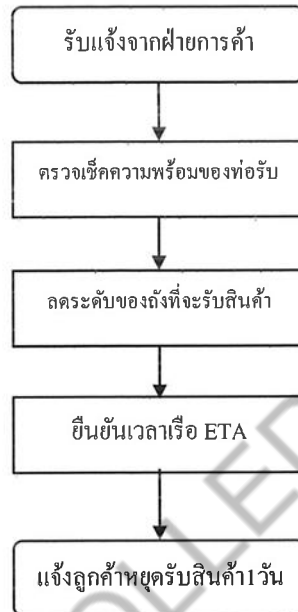 รับแจ้งจากฝ่ายการค้า
ตรวจเช็คความพร้อมของท่อรับ
ลดระดับของถังที่จะรับสินค้า
ยืนยันเวลาเรือ ETA
แจ้งลูกค้าหยุดรับสินค้า1วัน
OLLED